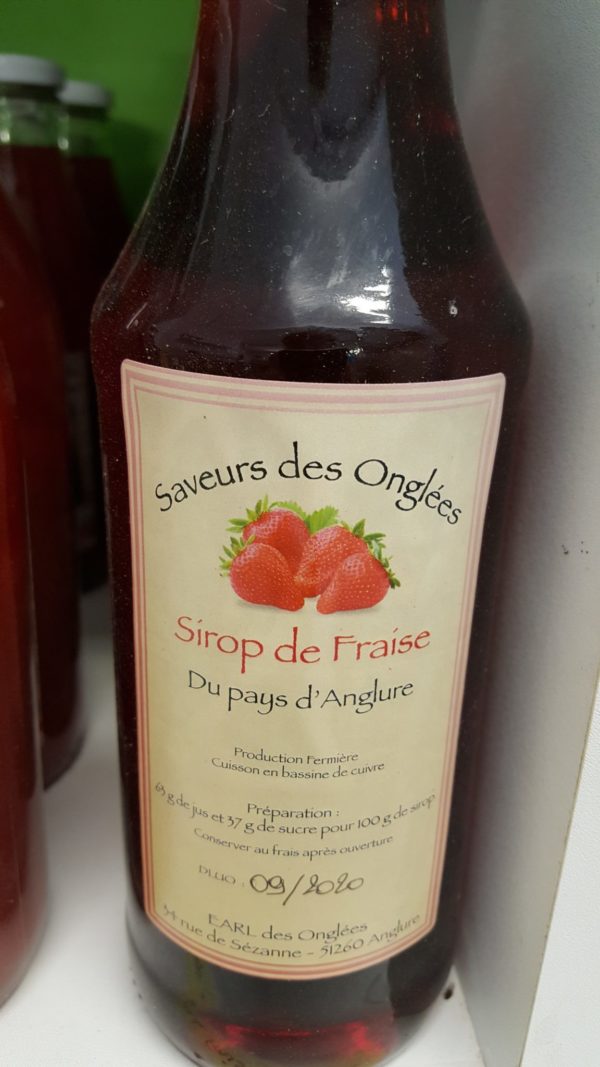 Saveurs des Onglées
Sirop de Fraise
Du pays d'Anglure
Production Fermière
Cuisson en bassine de cuivre
Préparation :
63 g de jus et 37 g de sucre pour 100 g de sirop
Conserver au frais après ouverture
DLUO : 09/2020
EARL des Onglées
34 rue de Sézanne - 51260 Anglure